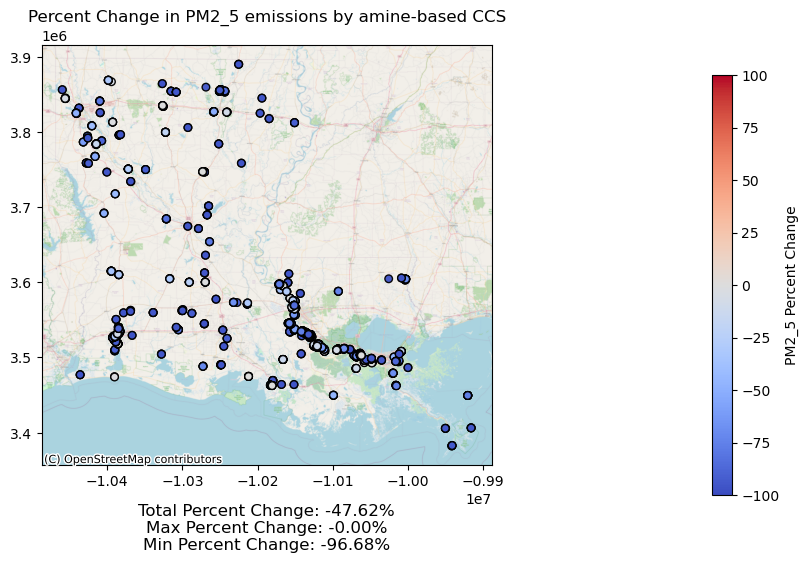 Percent Change in PM2_5 emissions by amine-based CCS
1e6
3.9
3.8
3.7
3.6
3.5
3.4
(C) OpenStreetMap contributors
−1.04 −1.03 −1.02 −1.01 −1.00 −0.99
1e7
Total Percent Change: -47.62%
Max Percent Change: -0.00%
Min Percent Change: -96.68%
100
75
50
25
0
−25
−50
−75
−100
PM2_5 Percent Change